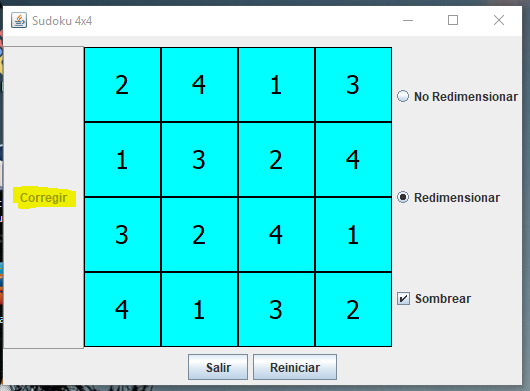 Sudoku 4x4
2 4 1 3
No Redimensionar
1 3 2 4
Corregir
Redimensionar
3 2 4 1
Sombrear
4 1 3 2
Salir Reiniciar